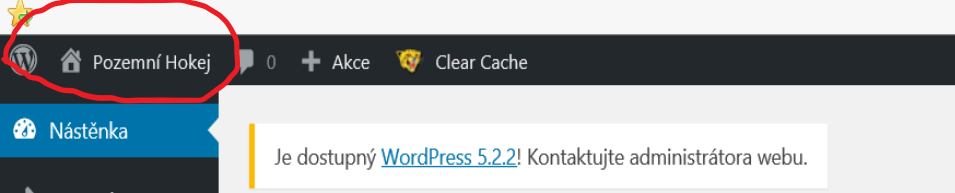 Pozemní Hokej 0 Akce Clear Cache
Nástěnka
Je dostupný WordPress 5.2.2! Kontaktujte administrátora webu.